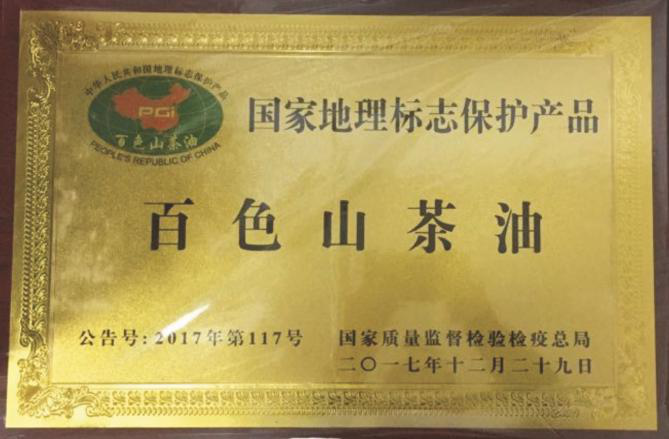 中华人民共和国地理标志保护产品
PGI
百色山茶油
PEOPLE'S REPUBLIC OF CHINA
国家地理标志保护产品
百色山茶油
公告号:2017年第117号
国家质量监督检验检疫总局
二〇一七年十二月二十九日